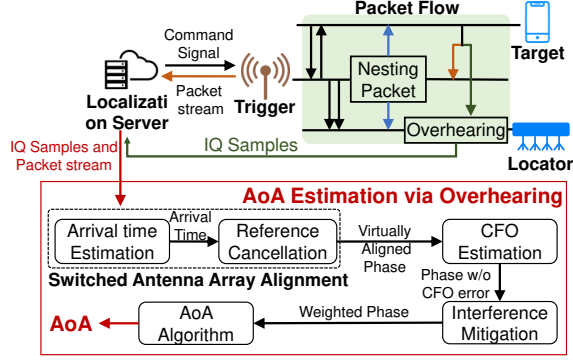 Packet Flow
Command
Signal
Packet
stream
Localizati
on Server
Trigger
Nesting
Packet
Target
Overhearing
Locator
IQ Samples and
Packet stream
IQ Samples
AoA Estimation via Overhearing
Arrival time
Estimation
Arrival
Time
Reference
Cancellation
Virtually
Aligned
Phase
CFO
Estimation
Switched Antenna Array Alignment
Phase w/o
CFO error
AoA
AoA
Algorithm
Weighted Phase
Interference
Mitigation